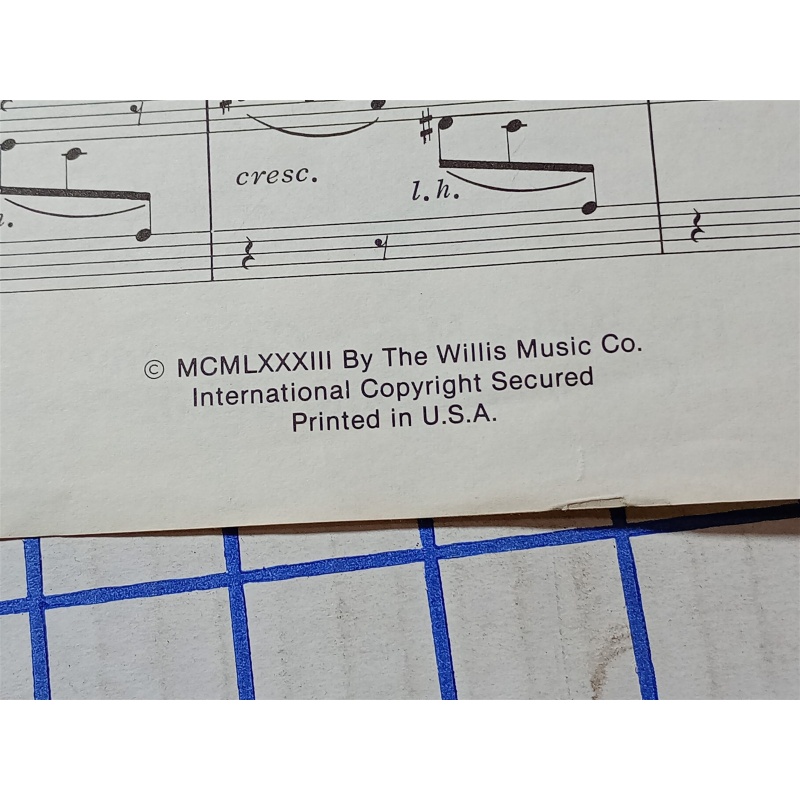 cresc.
l.h.
© MCMLXXXIII By The Willis Music Co.
International Copyright Secured
Printed in U.S.A.